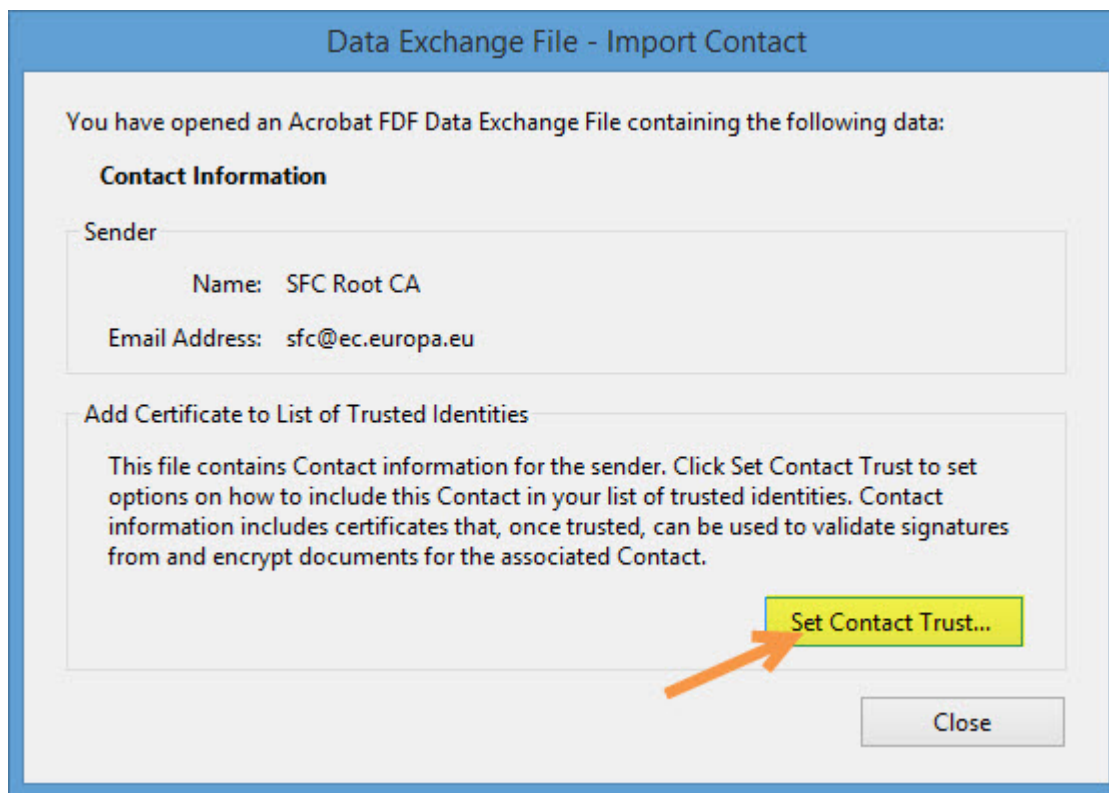 Data Exchange File - Import Contact
You have opened an Acrobat FDF Data Exchange File containing the following data:
Contact Information
Sender
Name: SFC Root CA
Email Address: sfc@ec.europa.eu
Add Certificate to List of Trusted Identities
This file contains Contact information for the sender. Click Set Contact Trust to set
options on how to include this Contact in your list of trusted identities. Contact
information includes certificates that, once trusted, can be used to validate signatures
from and encrypt documents for the associated Contact.
Set Contact Trust...
Close